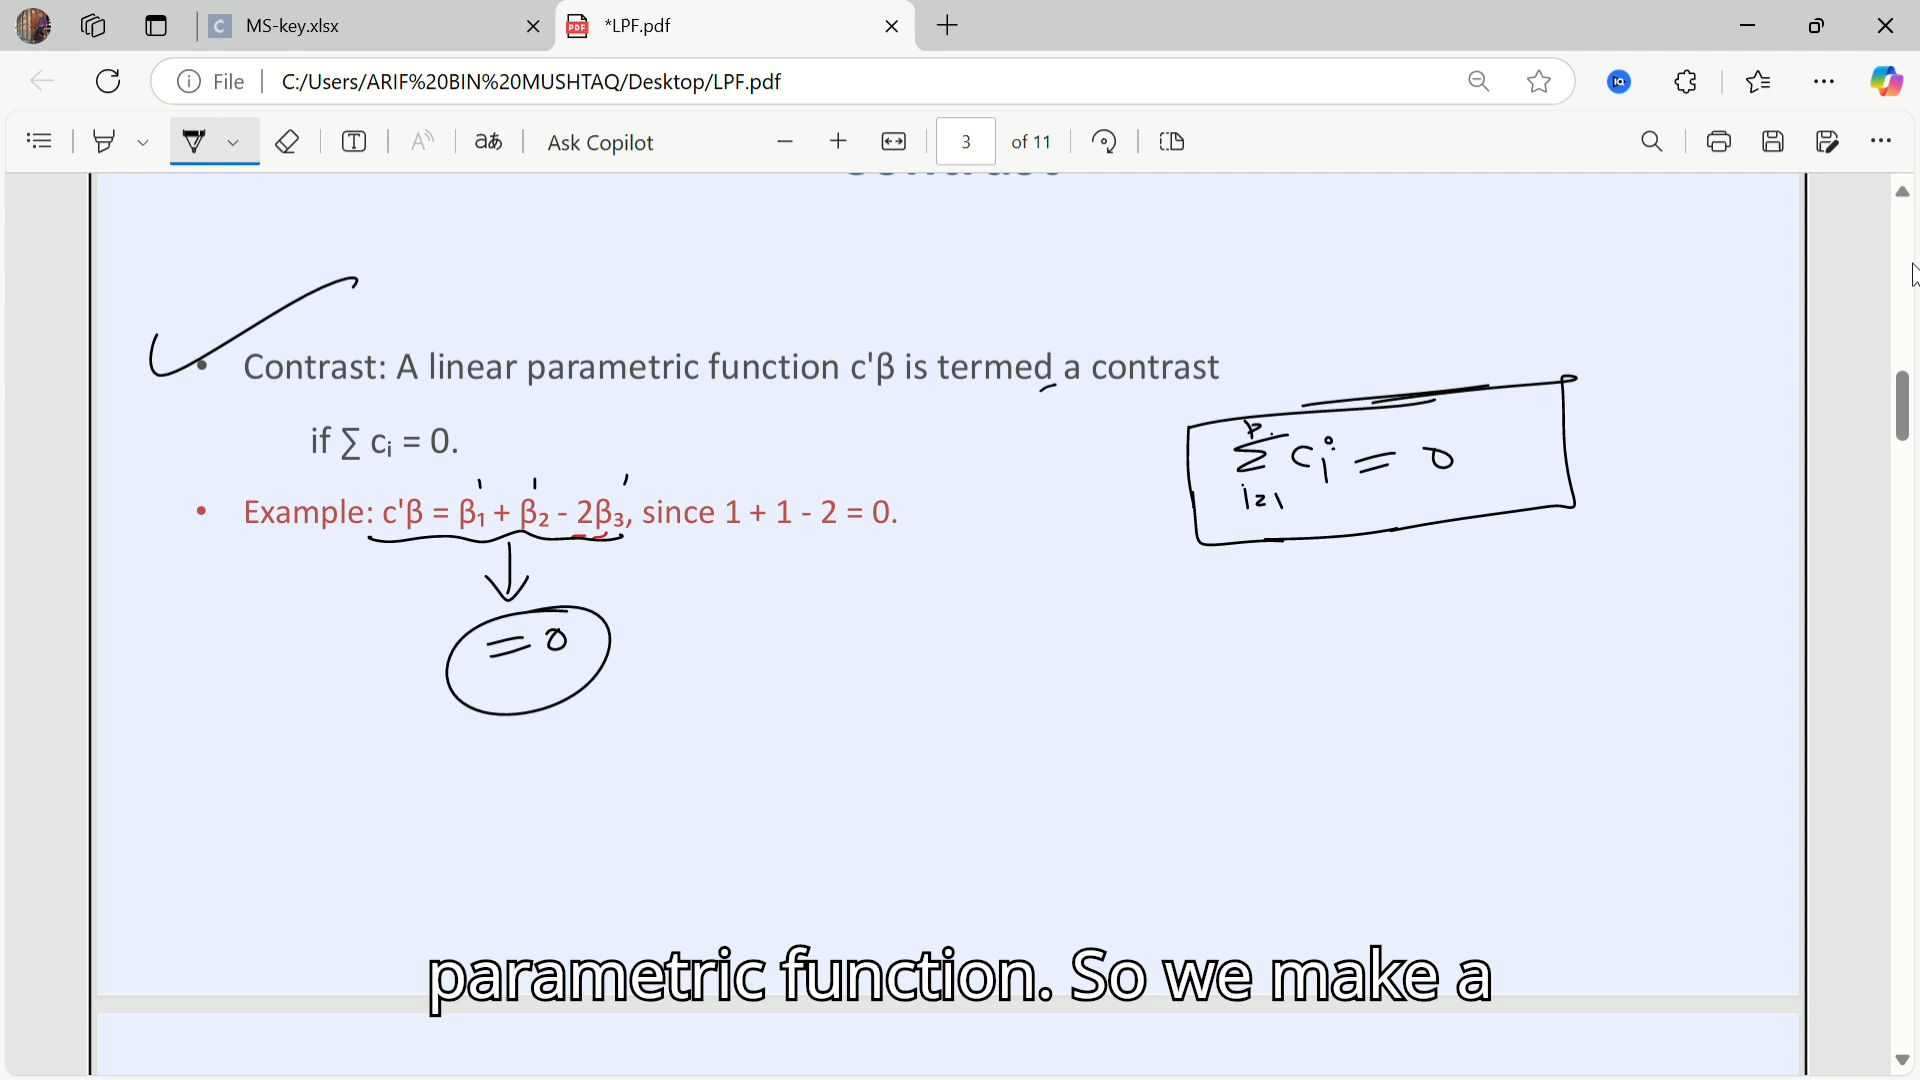 MS-key.xlsx
*LPF.pdf
File
C:/Users/ARIF%20BIN%20MUSHTAQ/Desktop/LPF.pdf
Ask Copilot
3 of 11
• Contrast: A linear parametric function c'β is termed a contrast
if ∑ cᵢ = 0.
• Example: c'β = β₁ + β₂ - 2β₃, since 1 + 1 - 2 = 0.
p
∑ cᵢ = 0
i=1
= 0
parametric function. So we make a